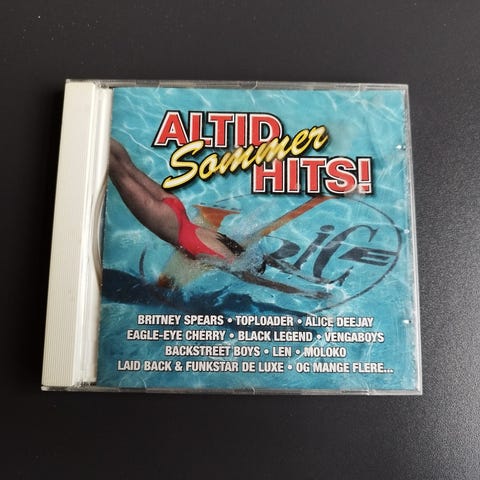 ALTID
Sommer
HITS!
BRITNEY SPEARS • TOPLOADER • ALICE DEEJAY
EAGLE-EYE CHERRY • BLACK LEGEND • VENGABOYS
BACKSTREET BOYS • LEN • MOLOKO
LAID BACK & FUNKSTAR DE LUXE • OG MANGE FLERE...